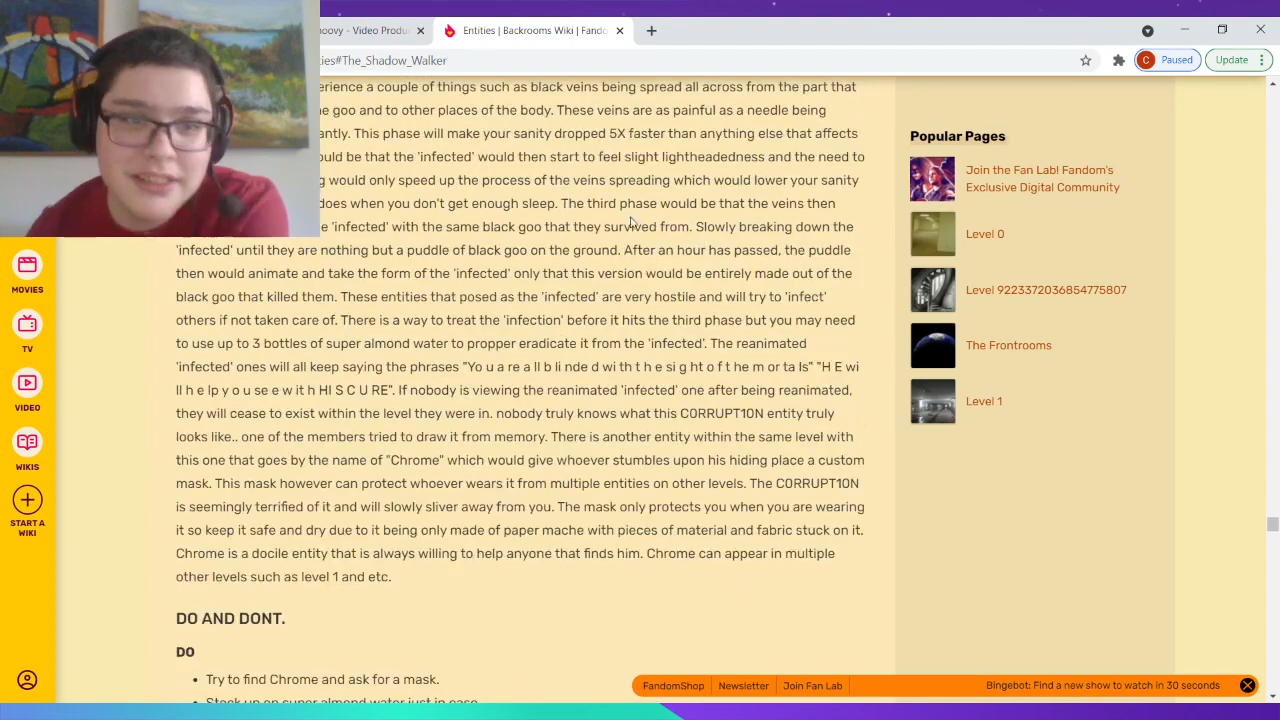 hoovy - Video Produ
Entities | Backrooms Wiki | Fando
ies#The_Shadow_Walker
C Paused
Update
erience a couple of things such as black veins being spread all across from the part that
e goo and to other places of the body. These veins are as painful as a needle being
antly. This phase will make your sanity dropped 5X faster than anything else that affects
ould be that the 'infected' would then start to feel slight lightheadedness and the need to
g would only speed up the process of the veins spreading which would lower your sanity
does when you don't get enough sleep. The third phase would be that the veins then
e 'infected' with the same black goo that they survived from. Slowly breaking down the
'infected' until they are nothing but a puddle of black goo on the ground. After an hour has passed, the puddle
then would animate and take the form of the 'infected' only that this version would be entirely made out of the
black goo that killed them. These entities that posed as the 'infected' are very hostile and will try to 'infect'
others if not taken care of. There is a way to treat the 'infection' before it hits the third phase but you may need
to use up to 3 bottles of super almond water to propper eradicate it from the 'infected'. The reanimated
'infected' ones will all keep saying the phrases "Yo u a re a ll b li nde d wi th t h e si g ht o f t he m or ta ls" "H E wi
ll h e lp y o u se e w it h HI S C U RE". If nobody is viewing the reanimated 'infected' one after being reanimated,
they will cease to exist within the level they were in. nobody truly knows what this C0RRUPT10N entity truly
looks like.. one of the members tried to draw it from memory. There is another entity within the same level with
this one that goes by the name of "Chrome" which would give whoever stumbles upon his hiding place a custom
mask. This mask however can protect whoever wears it from multiple entities on other levels. The C0RRUPT10N
is seemingly terrified of it and will slowly sliver away from you. The mask only protects you when you are wearing
it so keep it safe and dry due to it being only made of paper mache with pieces of material and fabric stuck on it.
Chrome is a docile entity that is always willing to help anyone that finds him. Chrome can appear in multiple
other levels such as level 1 and etc.
DO AND DONT.
DO
• Try to find Chrome and ask for a mask.
• Stock up on super almond water just in case
Popular Pages
Join the Fan Lab! Fandom's
Exclusive Digital Community
Level 0
Level 9223372036854775807
The Frontrooms
Level 1
MOVIES
TV
VIDEO
WIKIS
START A
WIKI
FandomShop
Newsletter
Join Fan Lab
Bingebot: Find a new show to watch in 30 seconds